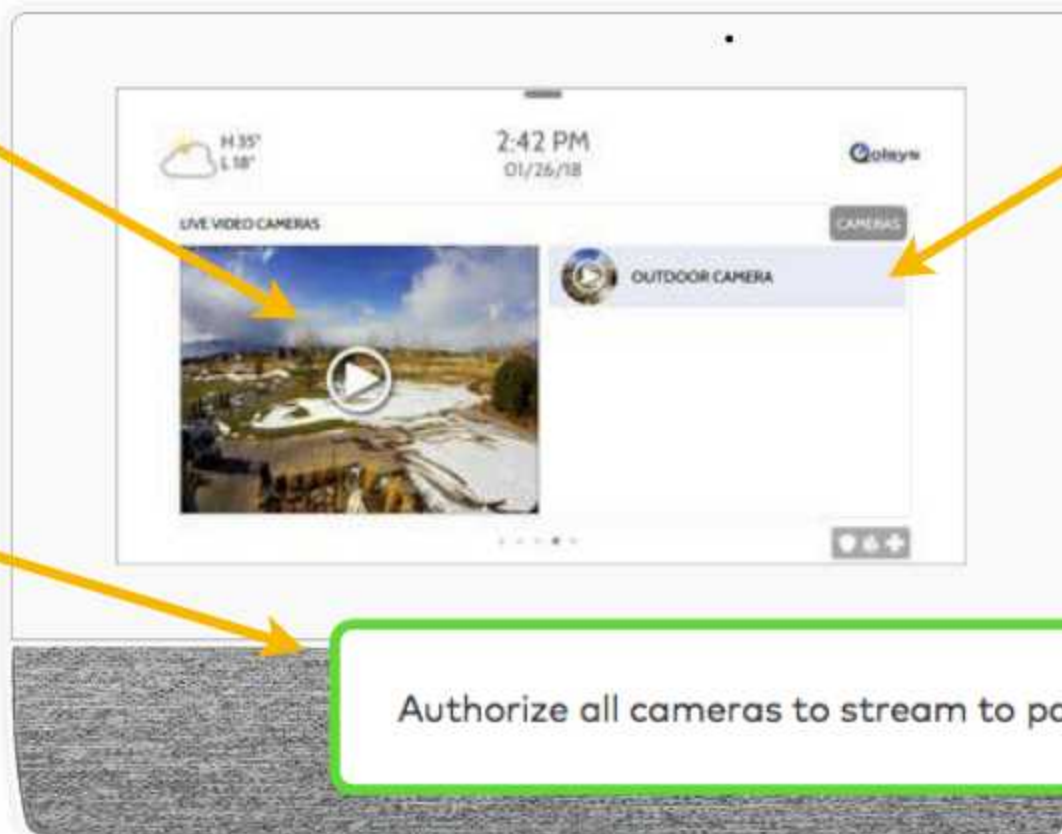 H 35°
L 18°
2:42 PM
01/26/18
Qolsys
LIVE VIDEO CAMERAS
CAMERAS
OUTDOOR CAMERA
Authorize all cameras to stream to pa